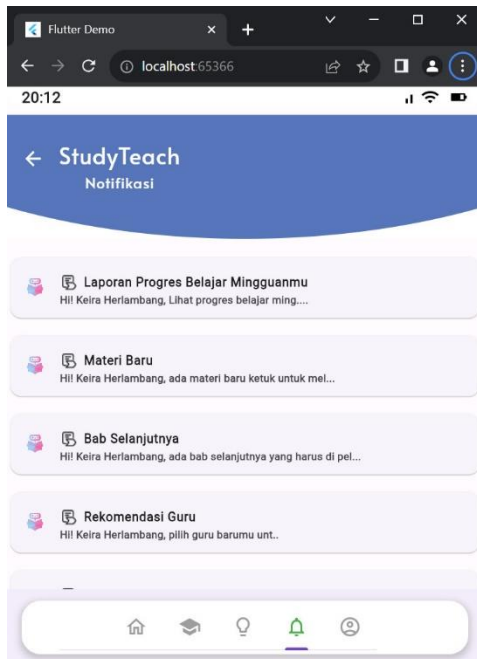 Flutter Demo
localhost:65366
20:12
StudyTeach
Notifikasi
Laporan Progres Belajar Mingguanmu
Hi! Keira Herlambang, Lihat progres belajar ming....
Materi Baru
Hi! Keira Herlambang, ada materi baru ketuk untuk mel...
Bab Selanjutnya
Hi! Keira Herlambang, ada bab selanjutnya yang harus di pel...
Rekomendasi Guru
Hi! Keira Herlambang, pilih guru barumu unt..